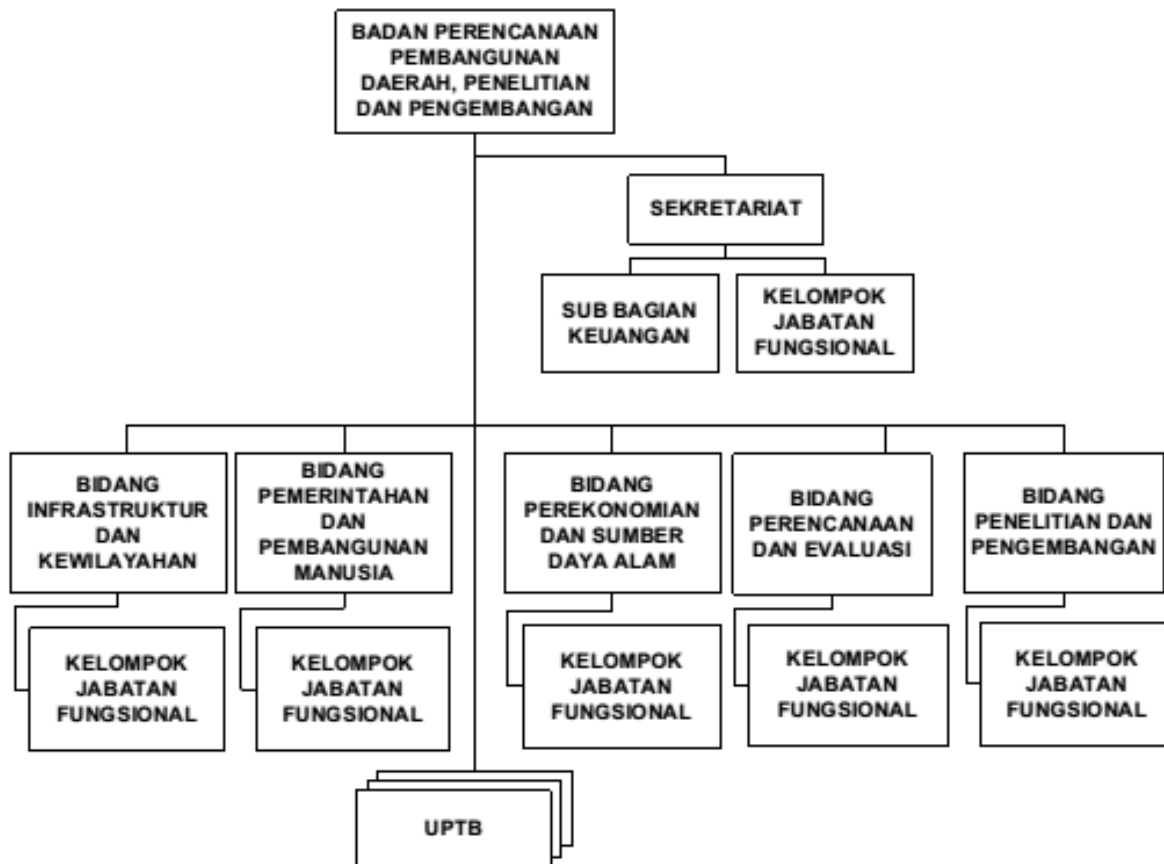 BADAN PERENCANAAN
PEMBANGUNAN
DAERAH, PENELITIAN
DAN PENGEMBANGAN
SEKRETARIAT
SUB BAGIAN
KEUANGAN
KELOMPOK
JABATAN
FUNGSIONAL
BIDANG
INFRASTRUKTUR
DAN
KEWILAYAHAN
BIDANG
PEMERINTAHAN
DAN
PEMBANGUNAN
MANUSIA
BIDANG
PEREKONOMIAN
DAN SUMBER
DAYA ALAM
BIDANG
PERENCANAAN
DAN EVALUASI
BIDANG
PENELITIAN DAN
PENGEMBANGAN
KELOMPOK
JABATAN
FUNGSIONAL
KELOMPOK
JABATAN
FUNGSIONAL
KELOMPOK
JABATAN
FUNGSIONAL
KELOMPOK
JABATAN
FUNGSIONAL
KELOMPOK
JABATAN
FUNGSIONAL
UPTB